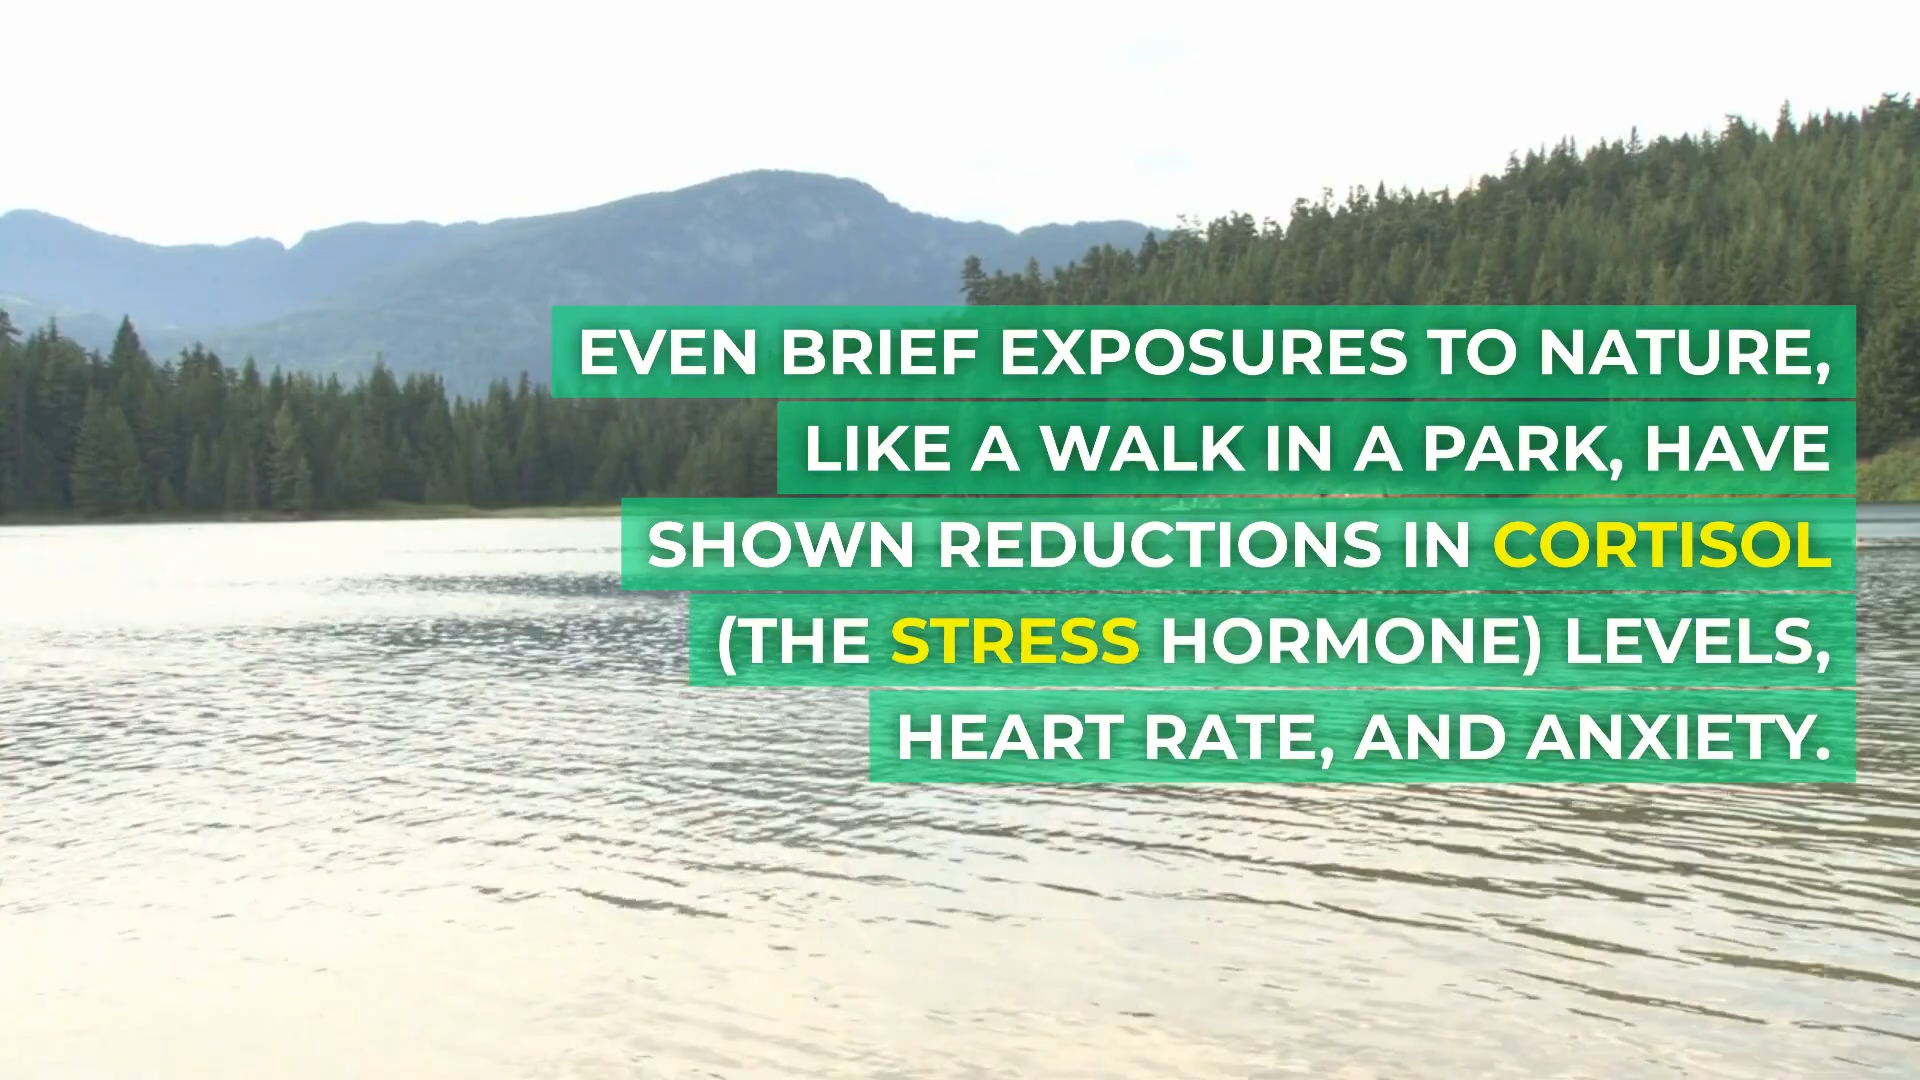 EVEN BRIEF EXPOSURES TO NATURE,
LIKE A WALK IN A PARK, HAVE
SHOWN REDUCTIONS IN CORTISOL
(THE STRESS HORMONE) LEVELS,
HEART RATE, AND ANXIETY.